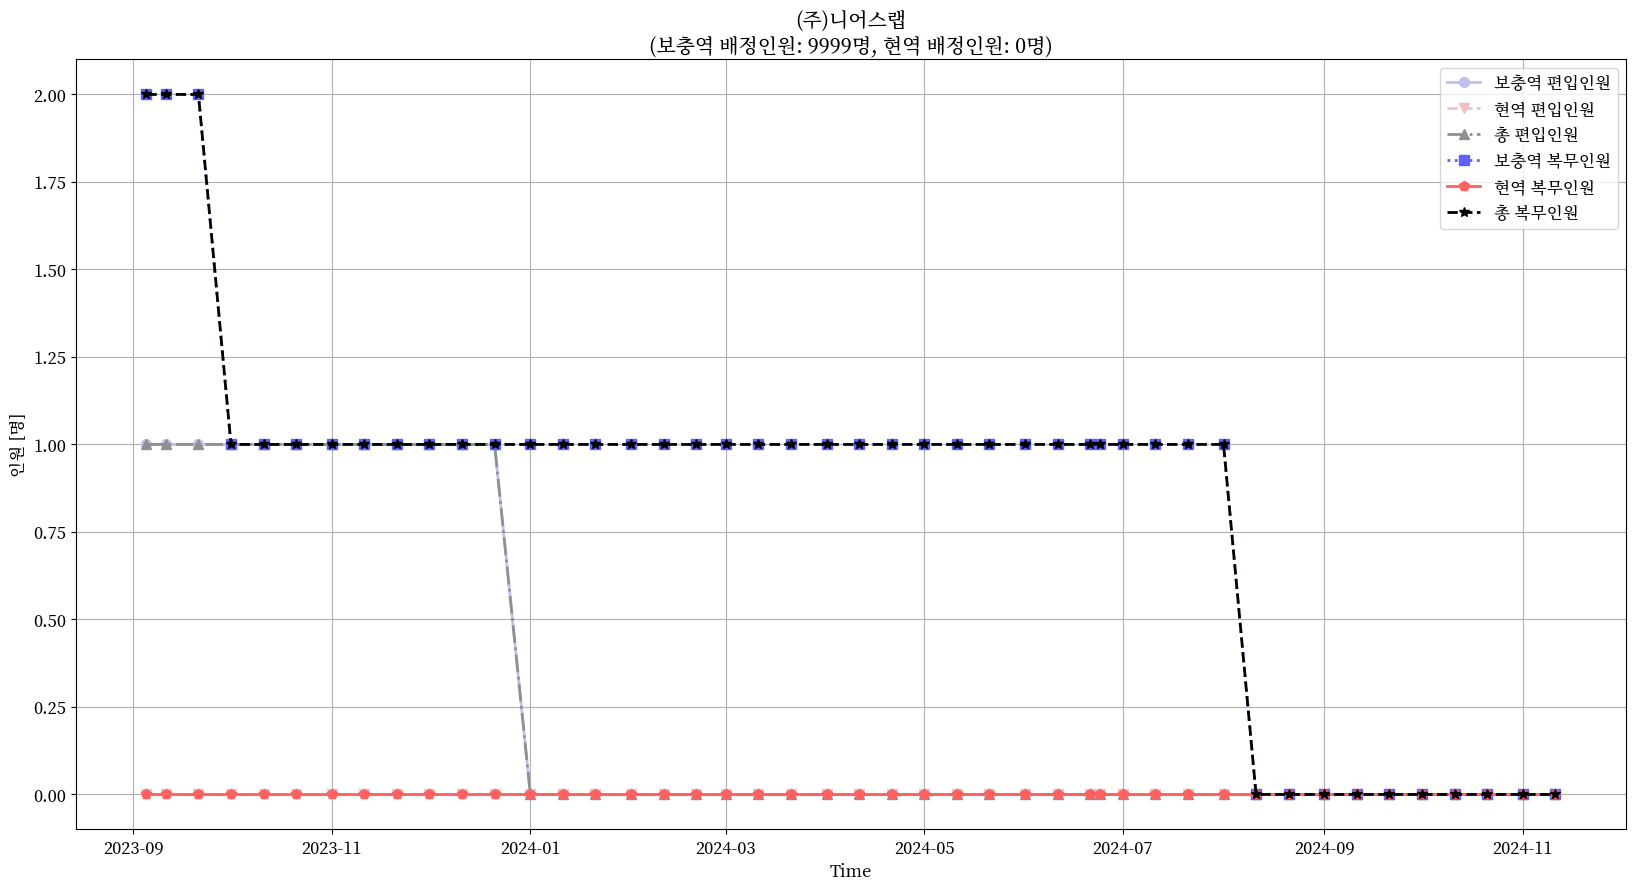 (주)니어스랩
(보충역 배정인원: 9999명, 현역 배정인원: 0명)
보충역 편입인원
현역 편입인원
총 편입인원
보충역 복무인원
현역 복무인원
총 복무인원
인원 [명]
2.00
1.75
1.50
1.25
1.00
0.75
0.50
0.25
0.00
2023-09
2023-11
2024-01
2024-03
2024-05
2024-07
2024-09
2024-11
Time